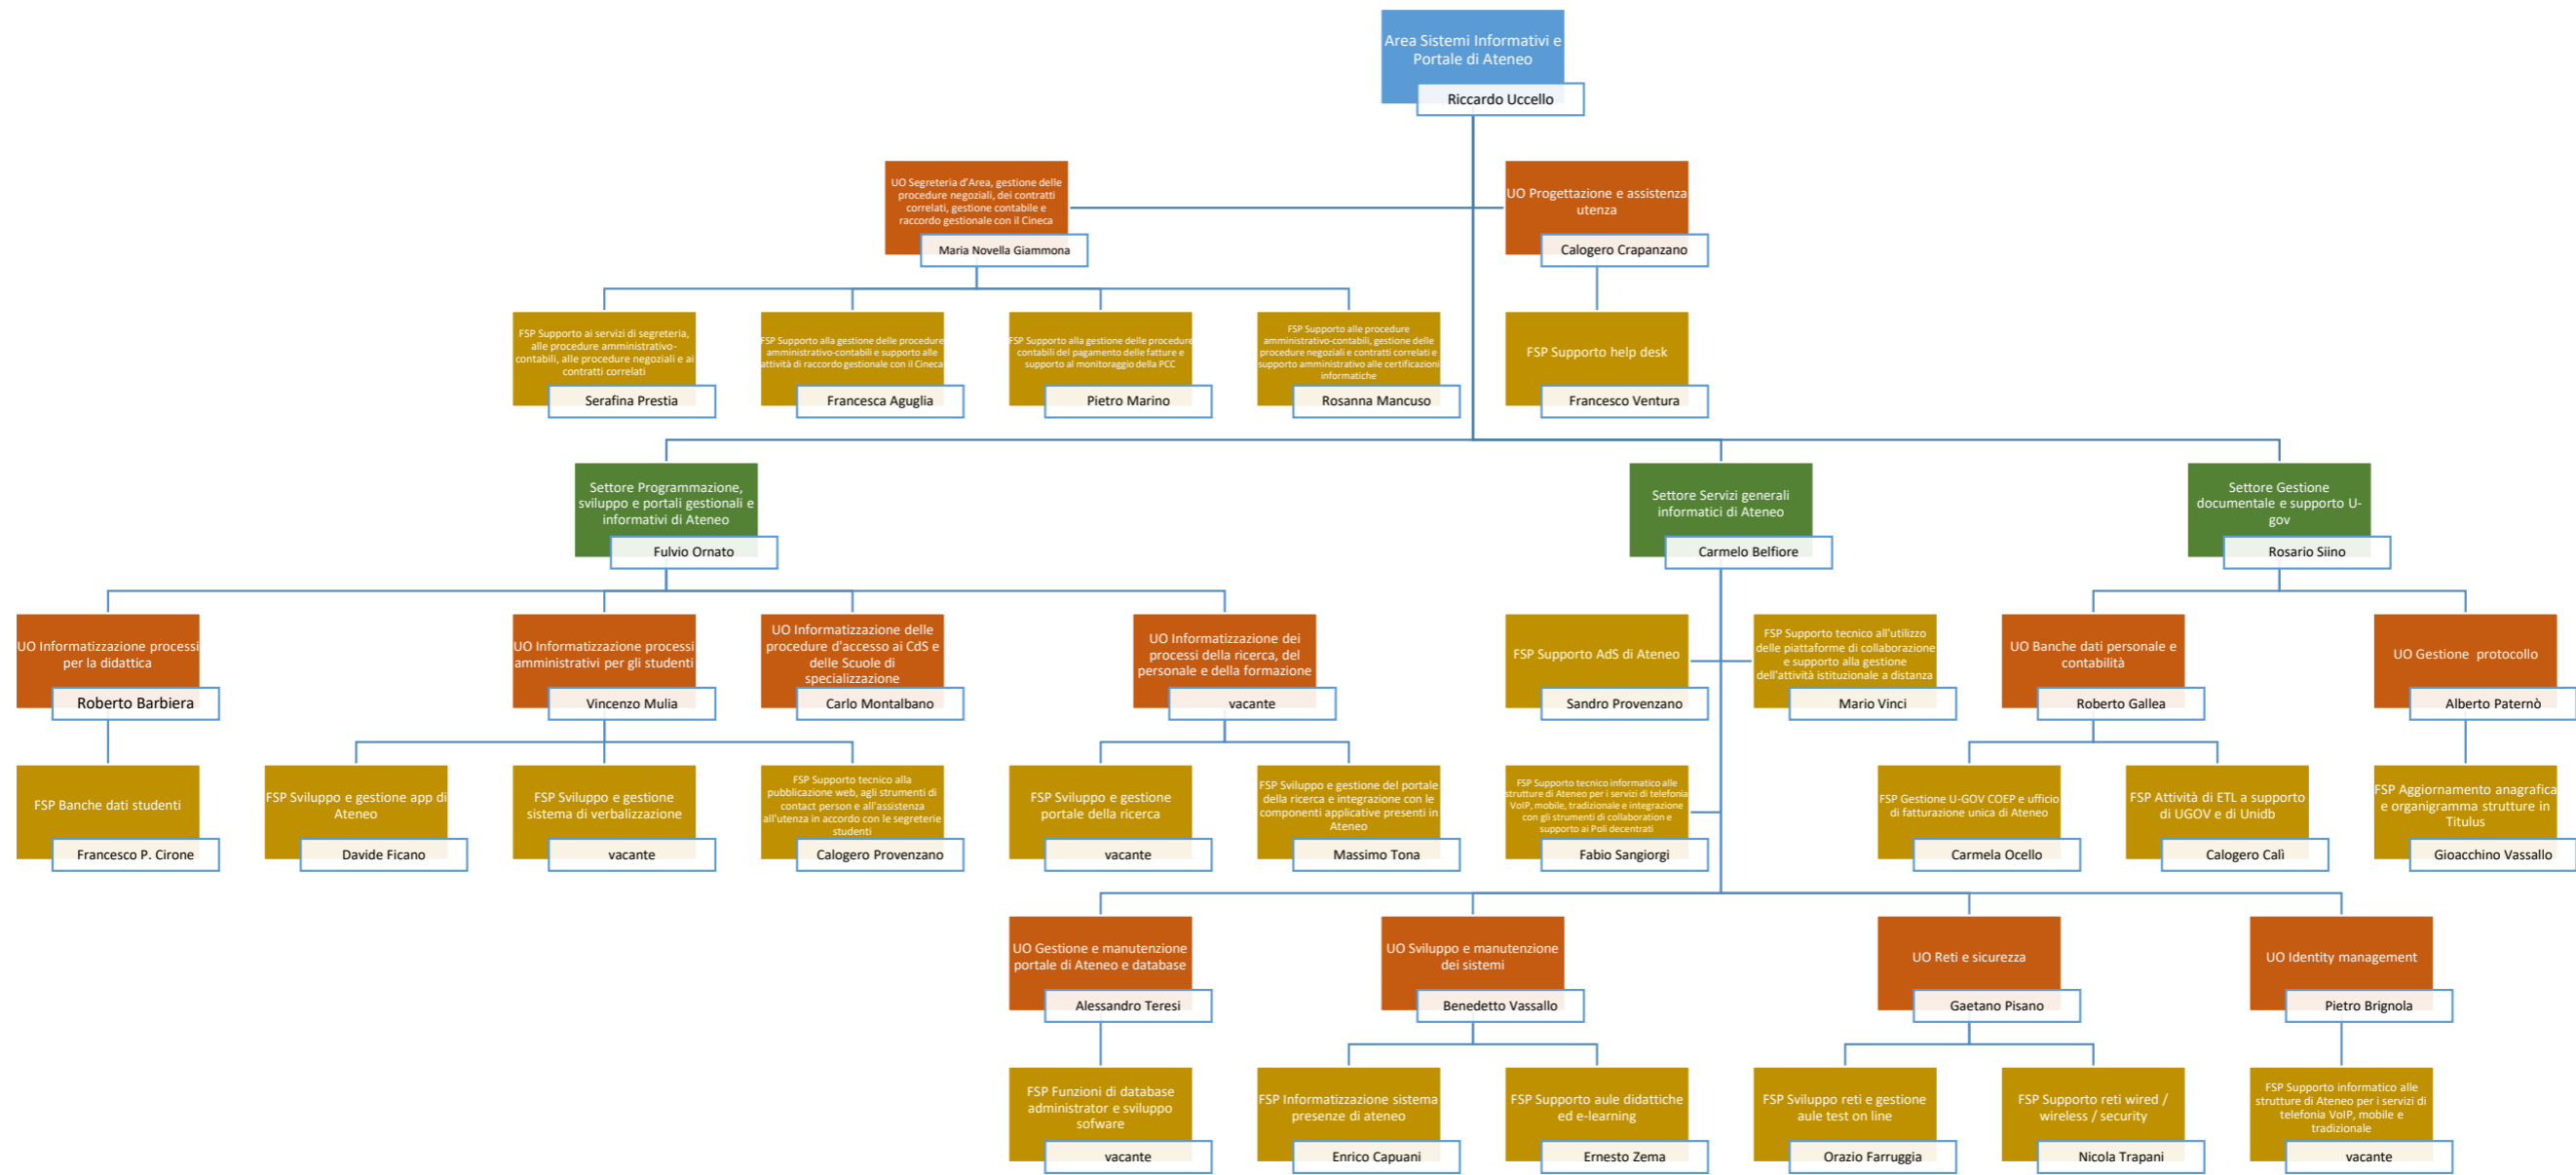 Area Sistemi Informativi e
Portale di Ateneo
Riccardo Uccello
UO Segreteria d'Area, gestione delle
procedure negoziali, dei contratti
correlati, gestione contabile e
raccordo gestionale con il Cineca
Maria Novella Giammona
UO Progettazione e assistenza
utenza
Calogero Crapanzano
FSP Supporto ai servizi di segreteria,
alle procedure amministrativo-
contabili, alle procedure negoziali e ai
contratti correlati
Serafina Prestia
FSP Supporto alla gestione delle procedure
amministrativo-contabili e supporto alle
attività di raccordo gestionale con il Cineca
Francesca Aguglia
FSP Supporto alla gestione delle procedure
contabili del pagamento delle fatture e
supporto al monitoraggio della PCC
Pietro Marino
FSP Supporto alle procedure
amministrativo-contabili, gestione delle
procedure negoziali e contratti correlati e
supporto amministrativo alle certificazioni
informatiche
Rosanna Mancuso
FSP Supporto help desk
Francesco Ventura
Settore Programmazione,
sviluppo e portali gestionali e
informativi di Ateneo
Fulvio Ornato
Settore Servizi generali
informatici di Ateneo
Carmelo Belfiore
Settore Gestione
documentale e supporto U-
gov
Rosario Siino
UO Informatizzazione processi
per la didattica
Roberto Barbiera
UO Informatizzazione processi
amministrativi per gli studenti
Vincenzo Mulia
UO Informatizzazione delle
procedure d'accesso ai CdS e
delle Scuole di
specializzazione
Carlo Montalbano
UO Informatizzazione dei
processi della ricerca, del
personale e della formazione
vacante
FSP Supporto AdS di Ateneo
Sandro Provenzano
FSP Supporto tecnico all'utilizzo
delle piattaforme di collaborazione
e supporto alla gestione
dell'attività istituzionale a distanza
Mario Vinci
UO Banche dati personale e
contabilità
Roberto Gallea
UO Gestione protocollo
Alberto Paternò
FSP Banche dati studenti
Francesco P. Cirone
FSP Sviluppo e gestione app di
Ateneo
Davide Ficano
FSP Sviluppo e gestione
sistema di verbalizzazione
vacante
FSP Supporto tecnico alla
pubblicazione web, agli strumenti di
contact person e all'assistenza
all'utenza in accordo con le segreterie
studenti
Calogero Provenzano
FSP Sviluppo e gestione
portale della ricerca
vacante
FSP Sviluppo e gestione del portale
della ricerca e integrazione con le
componenti applicative presenti in
Ateneo
Massimo Tona
FSP Supporto tecnico informatico alle
strutture di Ateneo per i servizi di telefonia
VoIP, mobile, tradizionale e integrazione
con gli strumenti di collaboration e
supporto ai Poli decentrati
Fabio Sangiorgi
FSP Gestione U-GOV COEP e ufficio
di fatturazione unica di Ateneo
Carmela Ocello
FSP Attività di ETL a supporto
di UGOV e di Unidb
Calogero Calì
FSP Aggiornamento anagrafica
e organigramma strutture in
Titulus
Gioacchino Vassallo
UO Gestione e manutenzione
portale di Ateneo e database
Alessandro Teresi
UO Sviluppo e manutenzione
dei sistemi
Benedetto Vassallo
UO Reti e sicurezza
Gaetano Pisano
UO Identity management
Pietro Brignola
FSP Funzioni di database
administrator e sviluppo
sofware
vacante
FSP Informatizzazione sistema
presenze di ateneo
Enrico Capuani
FSP Supporto aule didattiche
ed e-learning
Ernesto Zema
FSP Sviluppo reti e gestione
aule test on line
Orazio Farruggia
FSP Supporto reti wired /
wireless / security
Nicola Trapani
FSP Supporto informatico alle
strutture di Ateneo per i servizi di
telefonia VoIP, mobile e
tradizionale
vacante